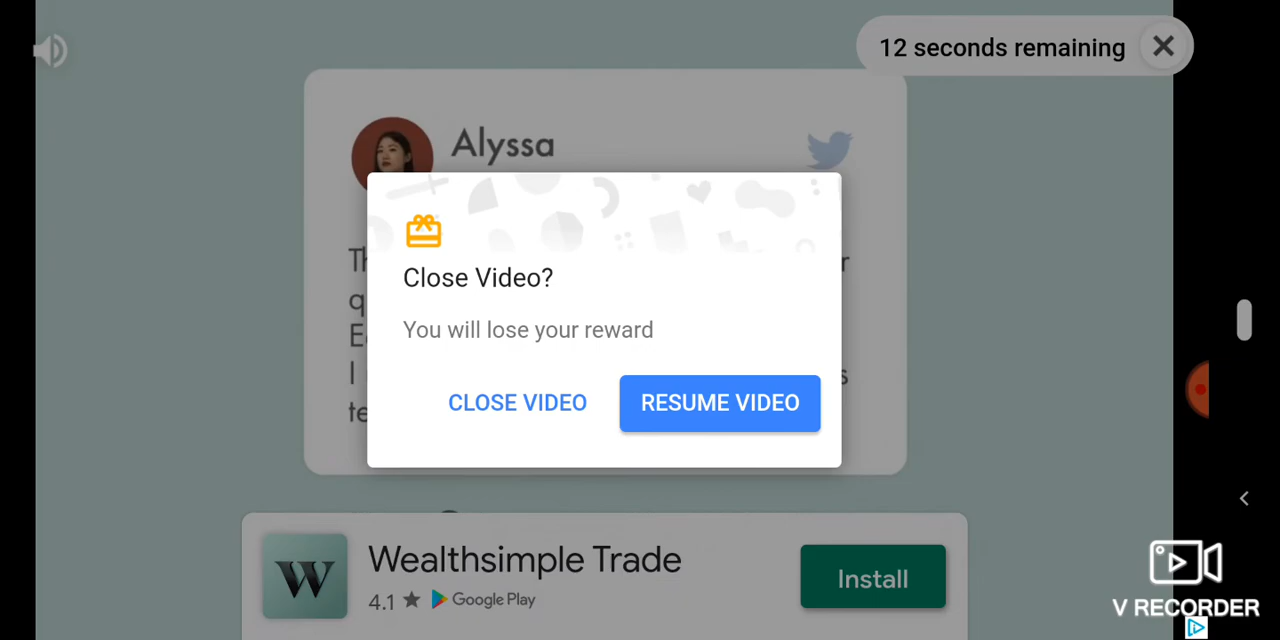 12 seconds remaining
Alyssa
Close Video?
You will lose your reward
CLOSE VIDEO
RESUME VIDEO
Wealthsimple Trade
4.1 ★ Google Play
Install
V RECORDER